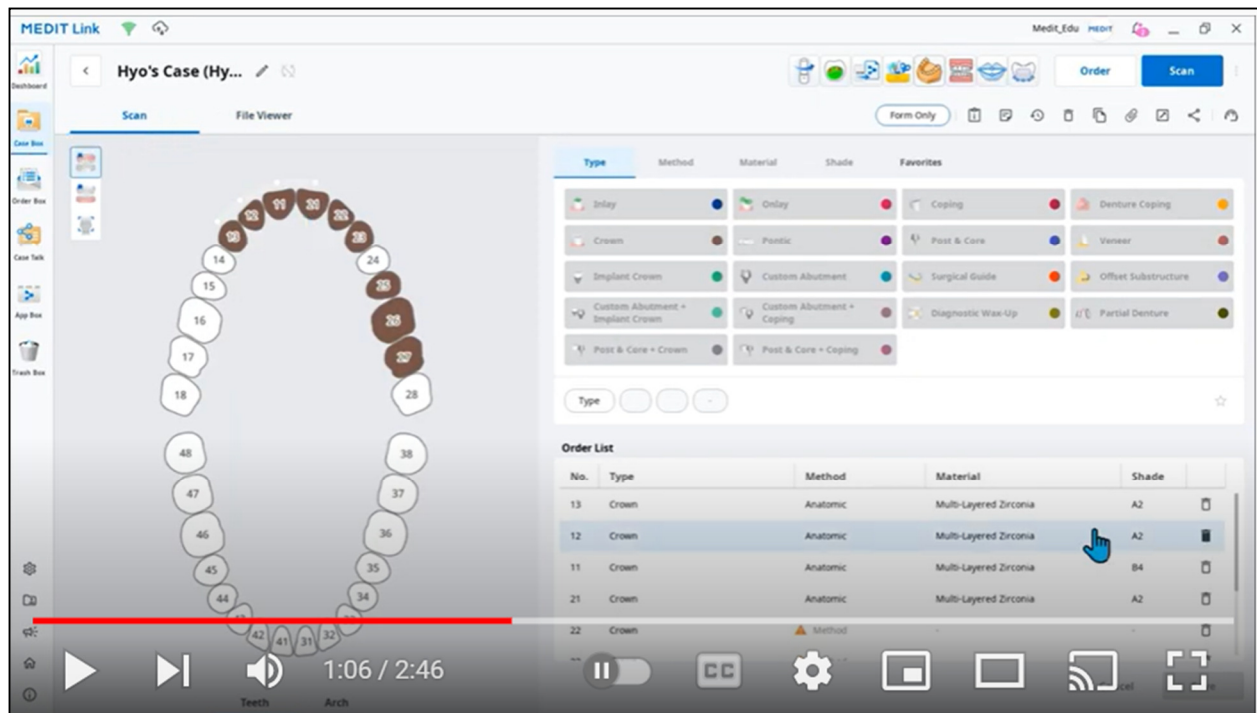 MEDIT Link
Medit_Edu MEDIT
Dashboard
Case Box
Order Box
Case Talk
App Box
Trash Box
Hyo's Case (Hy...
Order
Scan
Scan
File Viewer
Form Only
Type
Method
Material
Shade
Favorites
Inlay
Onlay
Coping
Denture Coping
Crown
Pontic
Post & Core
Veneer
Implant Crown
Custom Abutment
Surgical Guide
Offset Substructure
Custom Abutment +
Implant Crown
Custom Abutment +
Coping
Diagnostic Wax-Up
Partial Denture
Post & Core + Crown
Post & Core + Coping
Type
-
11 21
12 22
13 23
14 24
15 25
16 26
17 27
18 28
48 38
47 37
46 36
45 35
44 34
42 41 31 32
Teeth Arch
Order List
No. Type Method Material Shade
13 Crown Anatomic Multi-Layered Zirconia A2
12 Crown Anatomic Multi-Layered Zirconia A2
11 Crown Anatomic Multi-Layered Zirconia B4
21 Crown Anatomic Multi-Layered Zirconia A2
22 Crown Method - -
1:06 / 2:46
CC